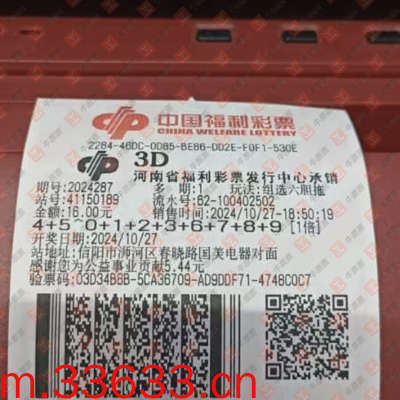 中国福利彩票
CHINA WELFARE LOTTERY
2284-46DC-0D85-BE86-DD2E-F0F1-530E
3D
河南省福利彩票发行中心承销
期号:2024287 多期:1 玩法:组选六胆拖
站号:41150189 流水号:62-100402502
金额:16.00元 销售时间:2024/10/27-18:50:19
4+5 0+1+2+3+6+7+8+9 [1倍]
开奖日期:2024/10/27
站地址:信阳市浉河区春晓路国美电器对面
感谢您为公益事业贡献5.44元
验票码:03D34B8B-5CA36709-AD9DDF71-4748C0C7
m.33633.cn